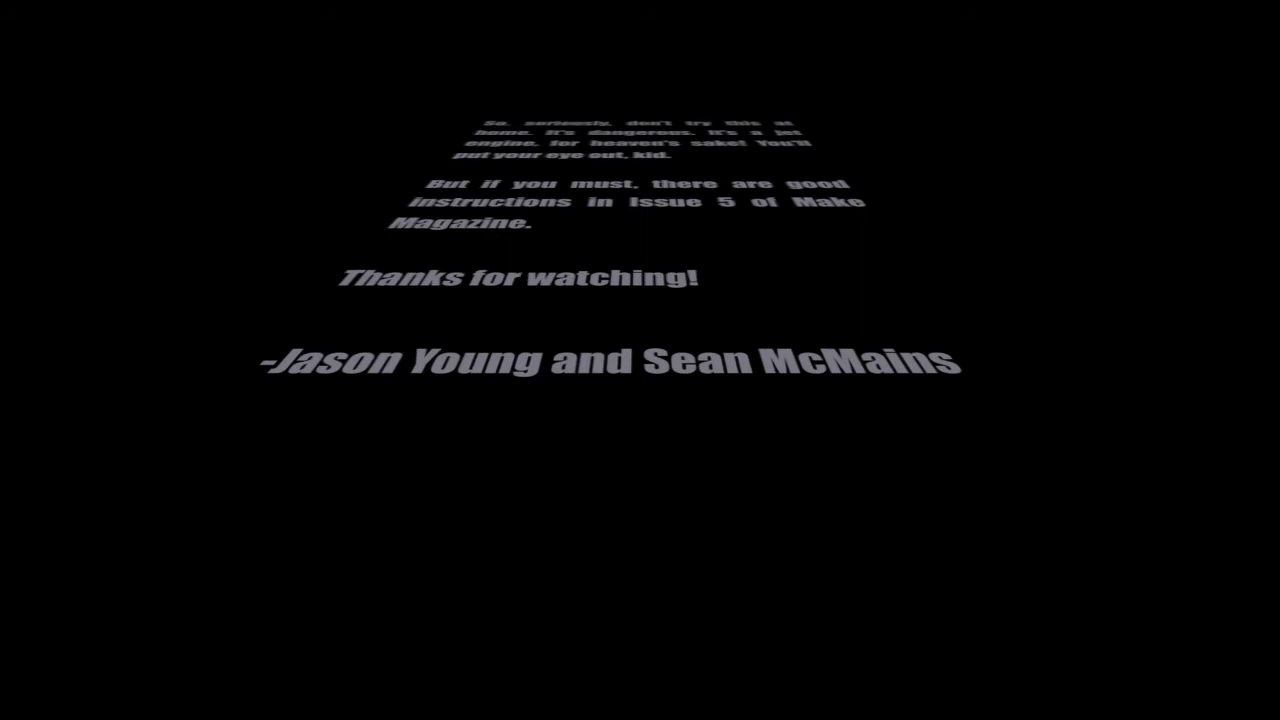 So, seriously, don't try this at
home. It's dangerous. It's a jet
engine, for heaven's sake! You'll
put your eye out, kid.
But if you must, there are good
instructions in Issue 5 of Make
Magazine.
Thanks for watching!
-Jason Young and Sean McMains